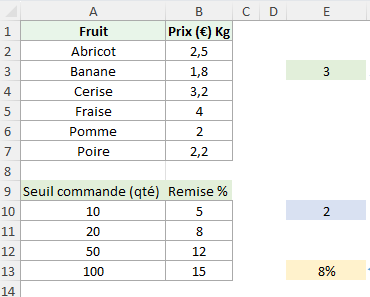 A B C D E
1 Fruit Prix (€) Kg
2 Abricot 2,5
3 Banane 1,8 3
4 Cerise 3,2
5 Fraise 4
6 Pomme 2
7 Poire 2,2
8
9 Seuil commande (qté) Remise %
10 10 5 2
11 20 8
12 50 12
13 100 15 8%
14